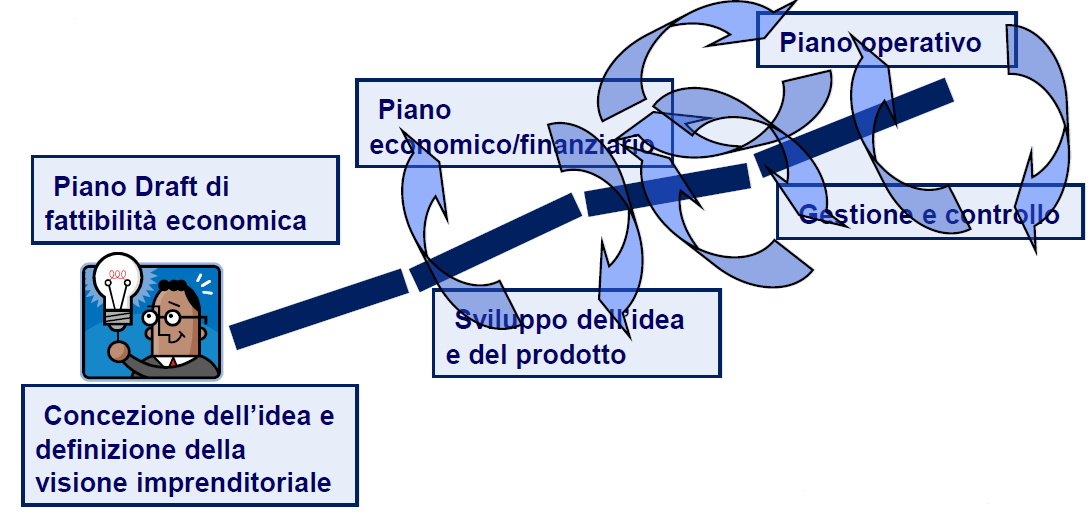 Piano operativo
Piano
economico/finanziario
Piano Draft di
fattibilità economica
Gestione e controllo
Sviluppo dell'idea
e del prodotto
Concezione dell'idea e
definizione della
visione imprenditoriale